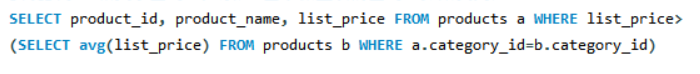 SELECT product_id, product_name, list_price FROM products a WHERE list_price>
(SELECT avg(list_price) FROM products b WHERE a.category_id=b.category_id)